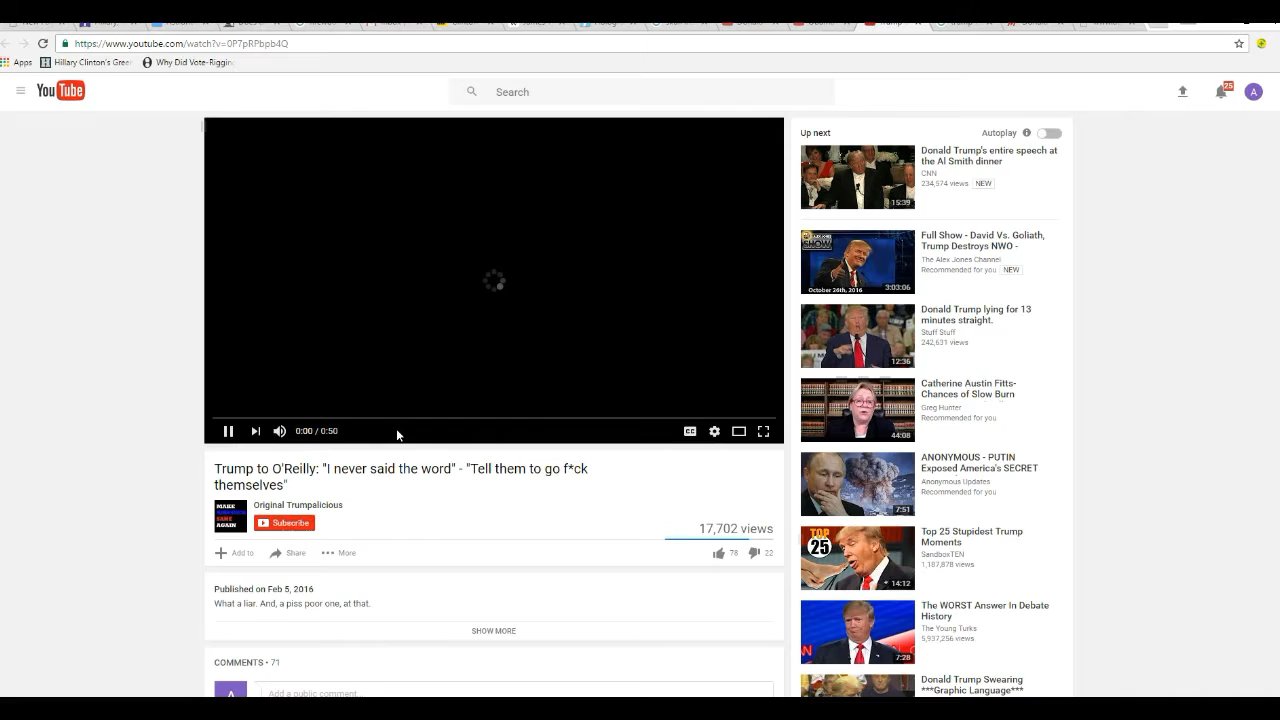 https://www.youtube.com/watch?v=0P7pRPbpb4Q
Apps
Hillary Clinton's Gree
Why Did Vote-Riggin
YouTube
Search
25
A
Up next
Autoplay
Donald Trump's entire speech at
the Al Smith dinner
CNN
234,574 views NEW
15:39
Full Show - David Vs. Goliath,
Trump Destroys NWO -
The Alex Jones Channel
Recommended for you NEW
SHOW
October 26th, 2016
3:03:06
Donald Trump lying for 13
minutes straight.
Stuff Stuff
242,631 views
12:36
Catherine Austin Fitts-
Chances of Slow Burn
Greg Hunter
Recommended for you
44:08
ANONYMOUS - PUTIN
Exposed America's SECRET
Anonymous Updates
Recommended for you
7:51
Top 25 Stupidest Trump
Moments
SandboxTEN
1,187,878 views
TOP
25
14:12
The WORST Answer In Debate
History
The Young Turks
5,937,256 views
7:28
Donald Trump Swearing
***Graphic Language***
0:00 / 0:50
CC
Trump to O'Reilly: "I never said the word" - "Tell them to go f*ck
themselves"
MAKE
AMERICA
AGAIN
Original Trumpalicious
Subscribe
17,702 views
Add to
Share
More
78
22
Published on Feb 5, 2016
What a liar. And, a piss poor one, at that.
SHOW MORE
COMMENTS • 71
A
Add a public comment...